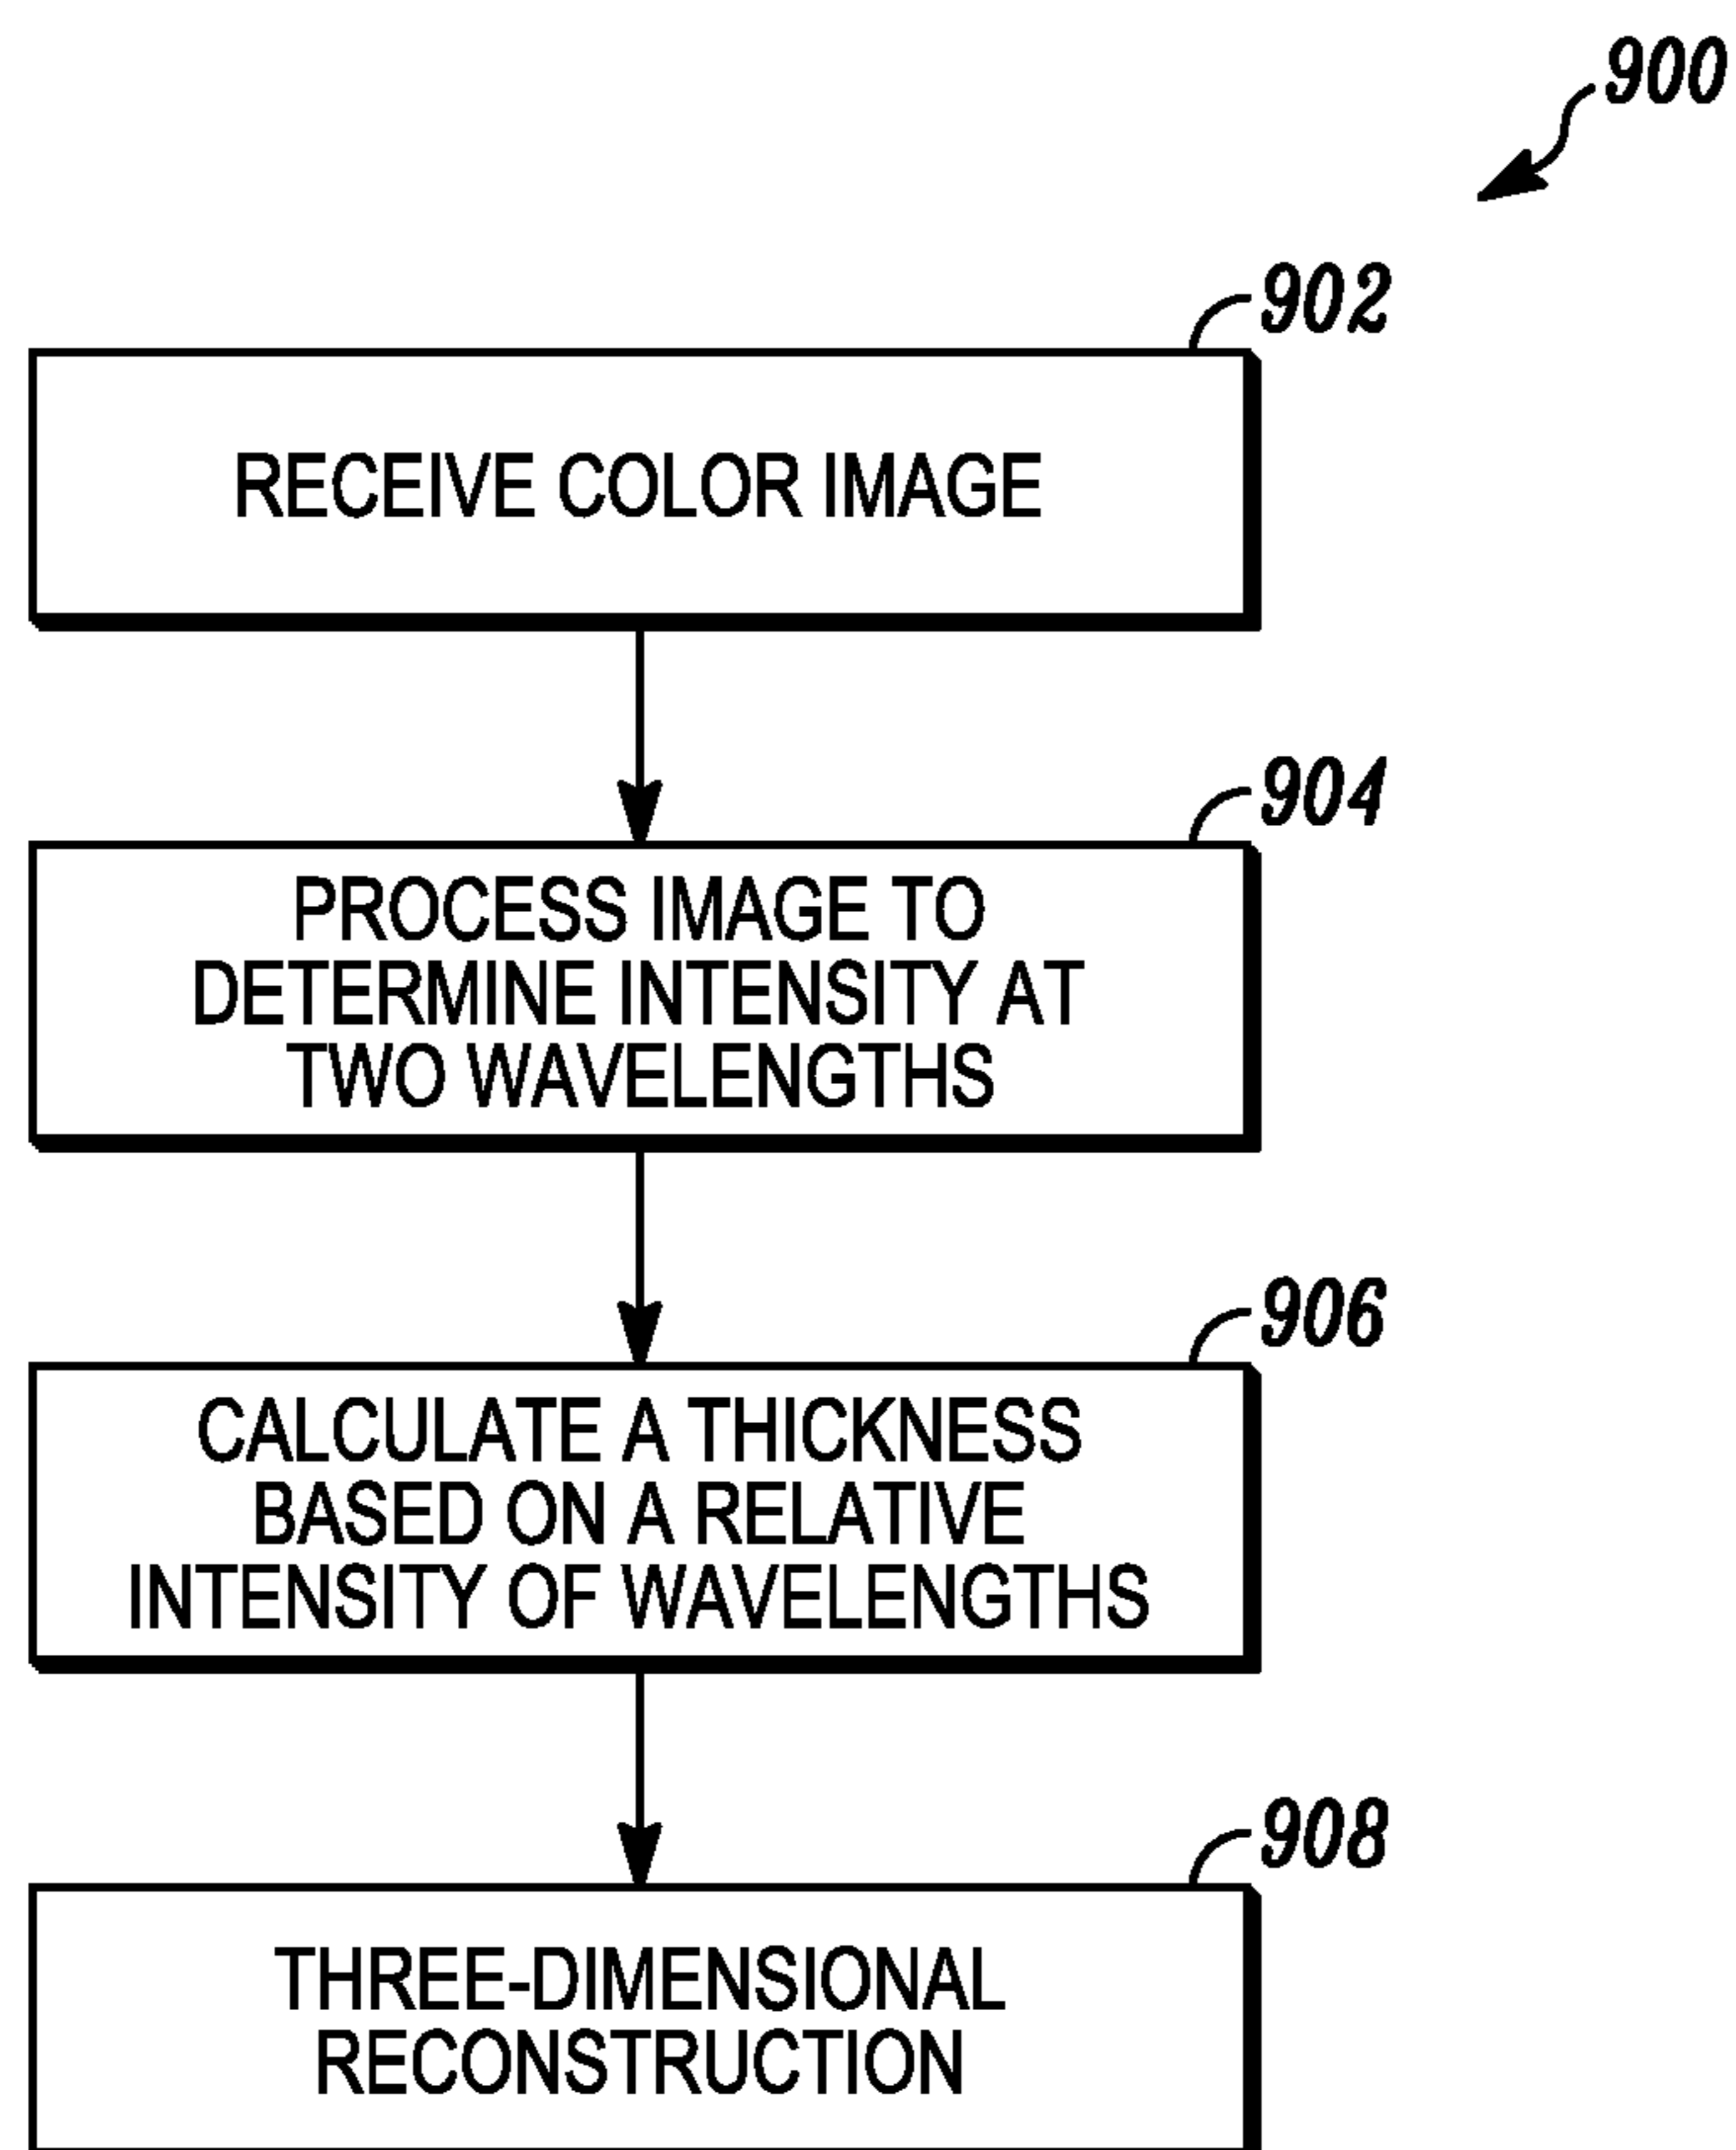 900
902
RECEIVE COLOR IMAGE
904
PROCESS IMAGE TO
DETERMINE INTENSITY AT
TWO WAVELENGTHS
906
CALCULATE A THICKNESS
BASED ON A RELATIVE
INTENSITY OF WAVELENGTHS
908
THREE-DIMENSIONAL
RECONSTRUCTION